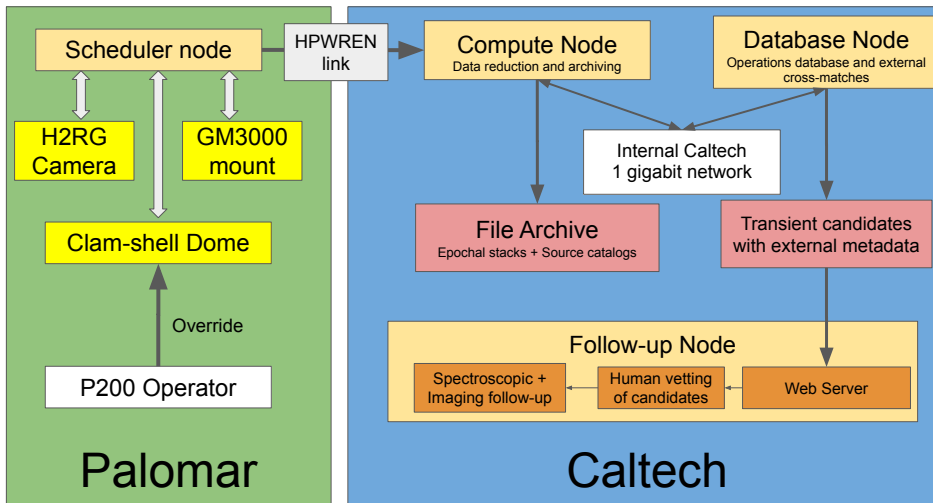 Scheduler node
HPWREN
link
H2RG
Camera
GM3000
mount
Clam-shell Dome
Override
P200 Operator
Palomar
Compute Node
Data reduction and archiving
Database Node
Operations database and external
cross-matches
Internal Caltech
1 gigabit network
File Archive
Epochal stacks + Source catalogs
Transient candidates
with external metadata
Follow-up Node
Spectroscopic +
Imaging follow-up
Human vetting
of candidates
Web Server
Caltech